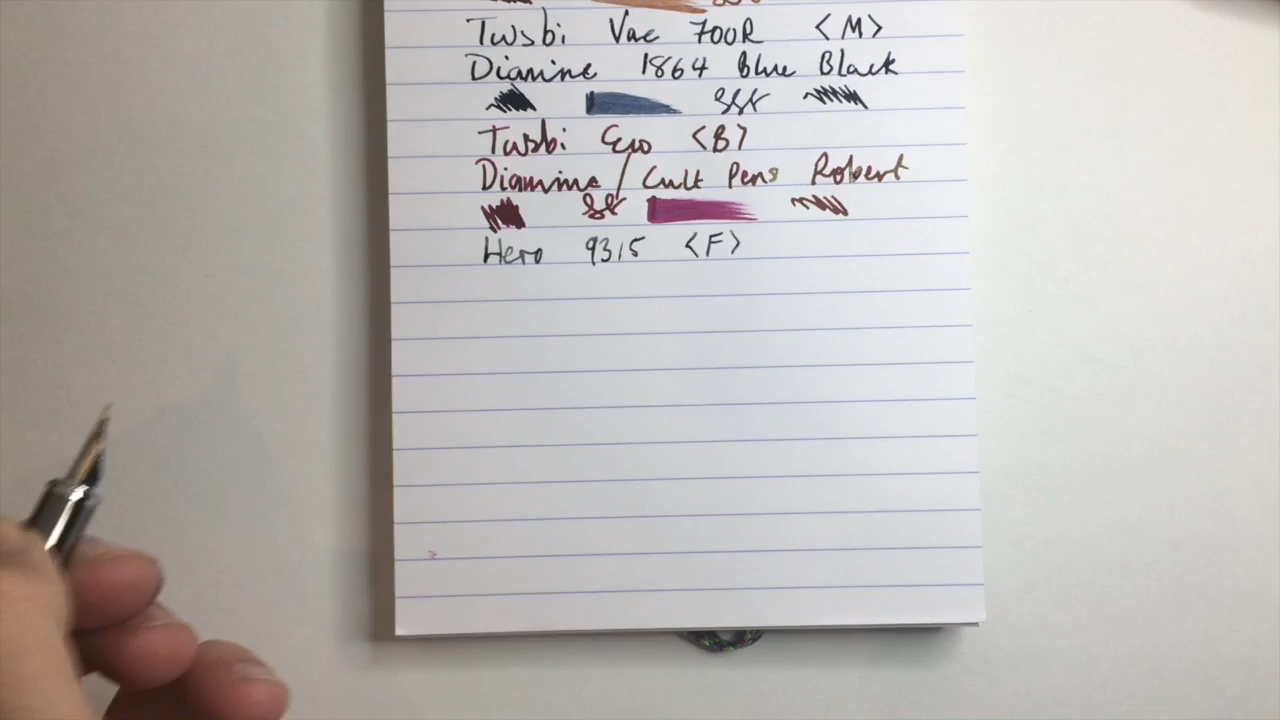 Twsbi Vac 700R <M>
Diamine 1864 Blue Black
Twsbi Eco <B>
Diamine / Cult Pens Robert
Hero 9315 <F>